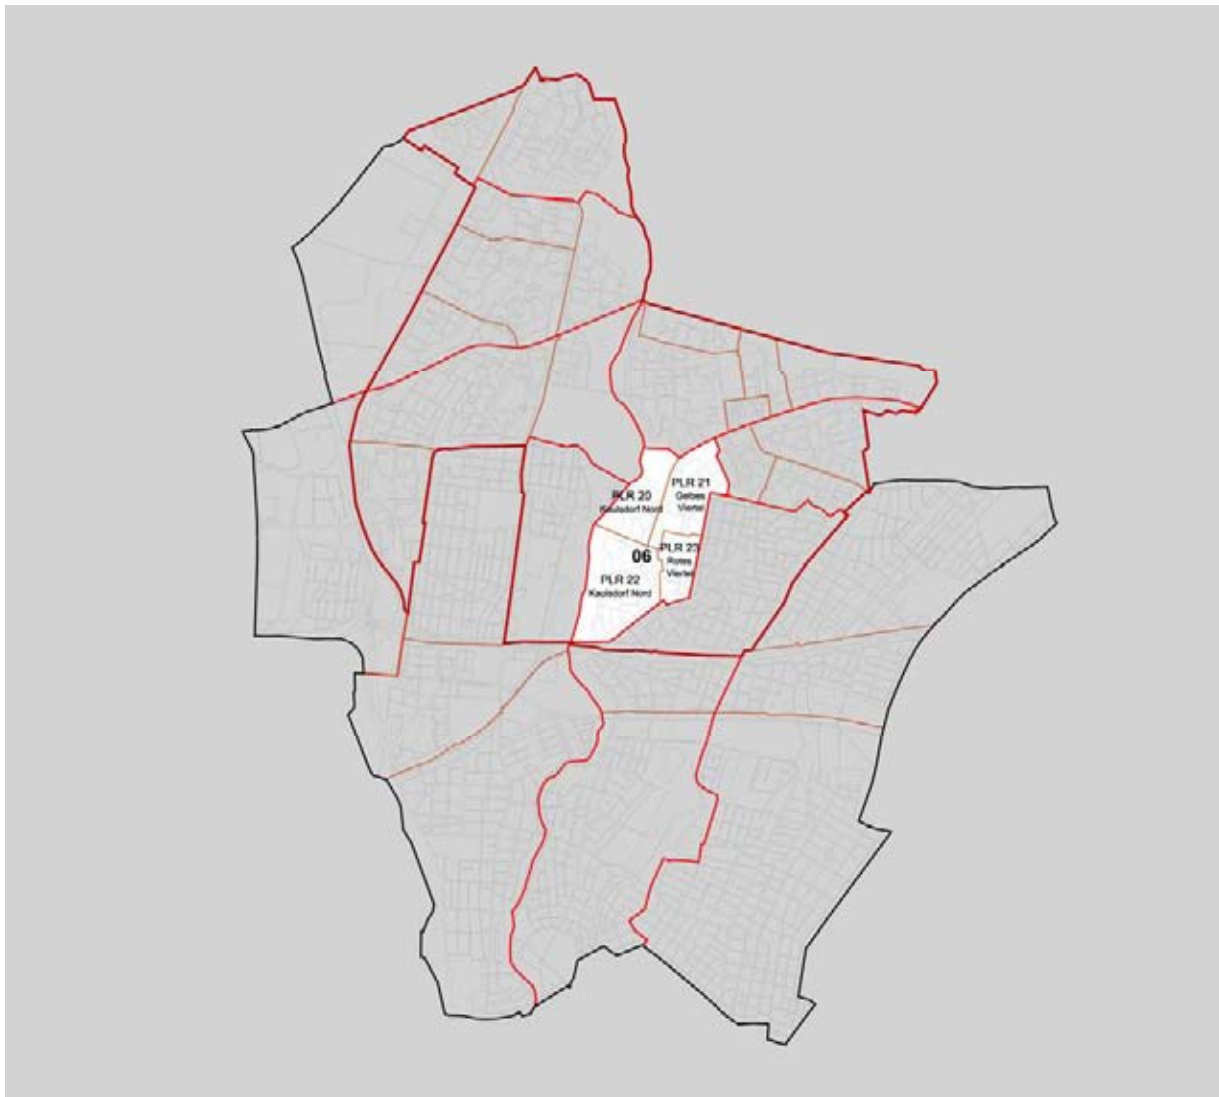 PLR 20
Kaulsdorf Nord
PLR 21
Gelbes
Viertel
06
PLR 23
Rotes
Viertel
PLR 22
Kaulsdorf Nord